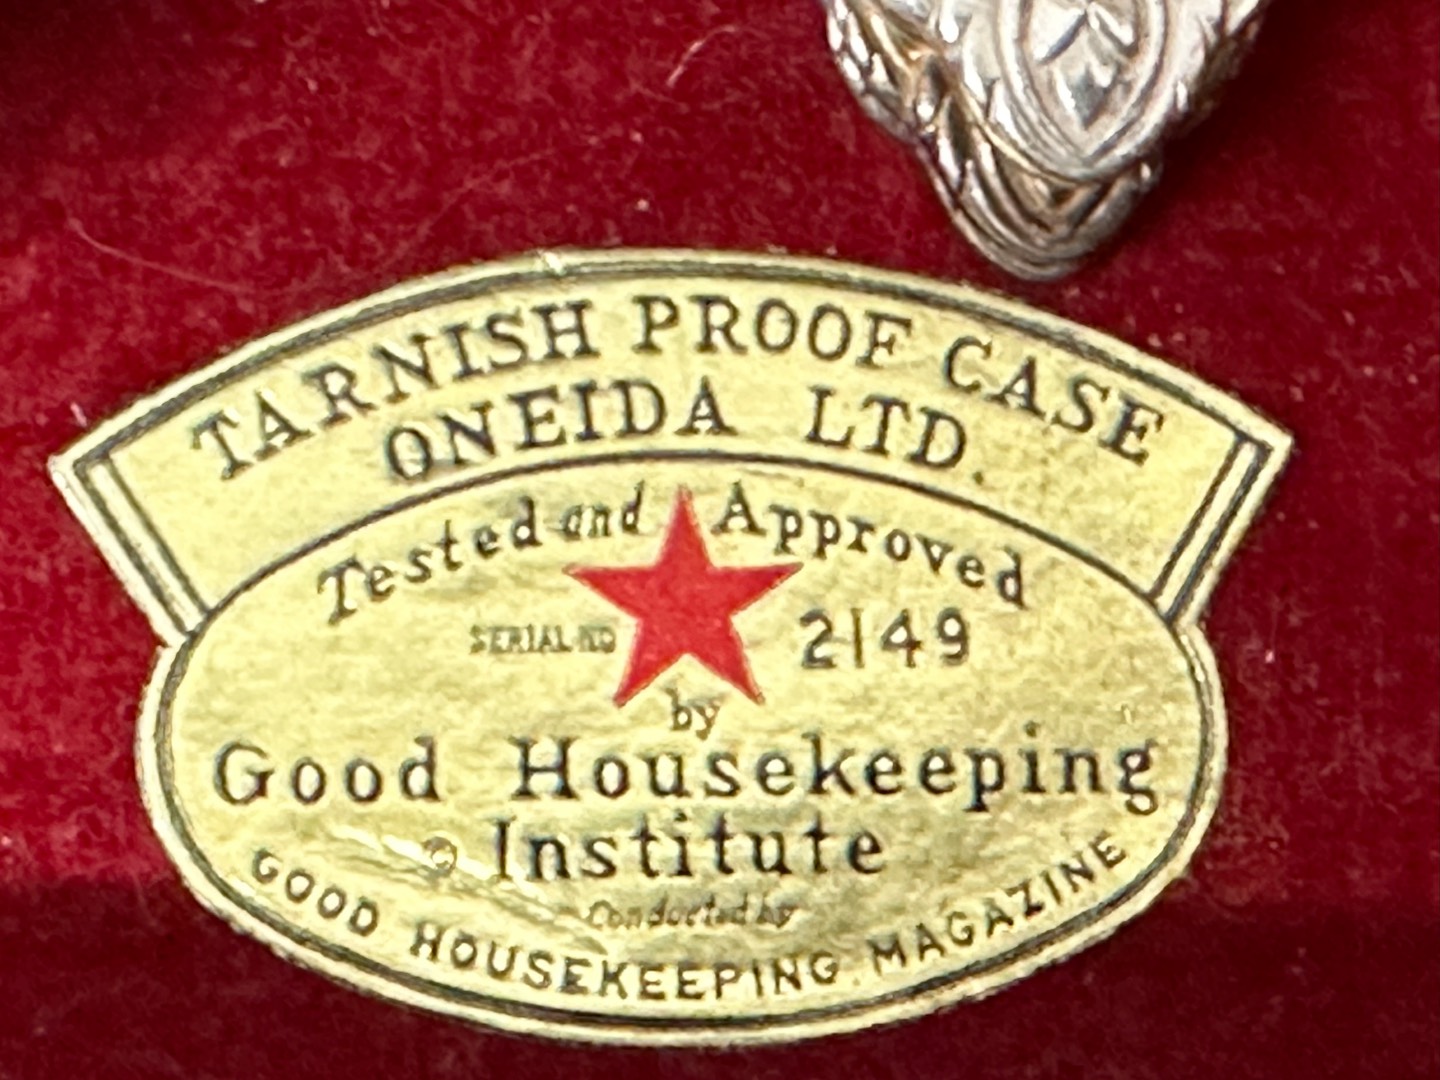 TARNISH PROOF CASE
ONEIDA LTD.
Tested and Approved
SERIAL NO 2149
by
Good Housekeeping
© Institute
Conducted by
GOOD HOUSEKEEPING MAGAZINE